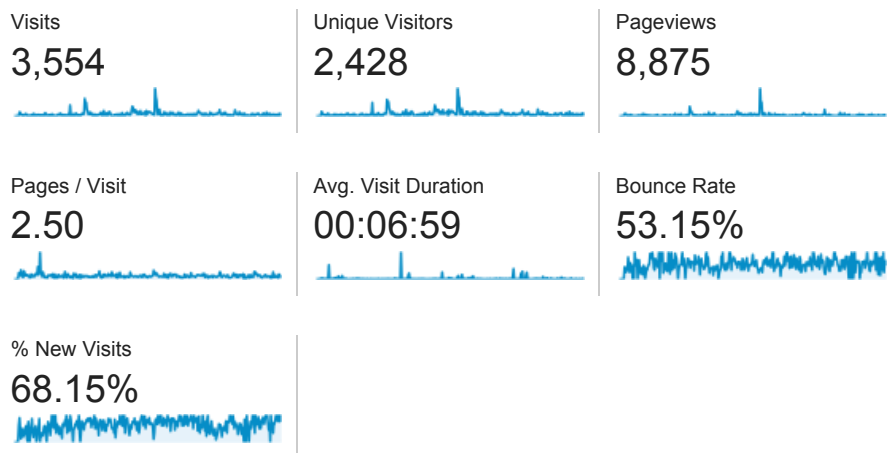 Visits
3,554
Unique Visitors
2,428
Pageviews
8,875
Pages / Visit
2.50
Avg. Visit Duration
00:06:59
Bounce Rate
53.15%
% New Visits
68.15%